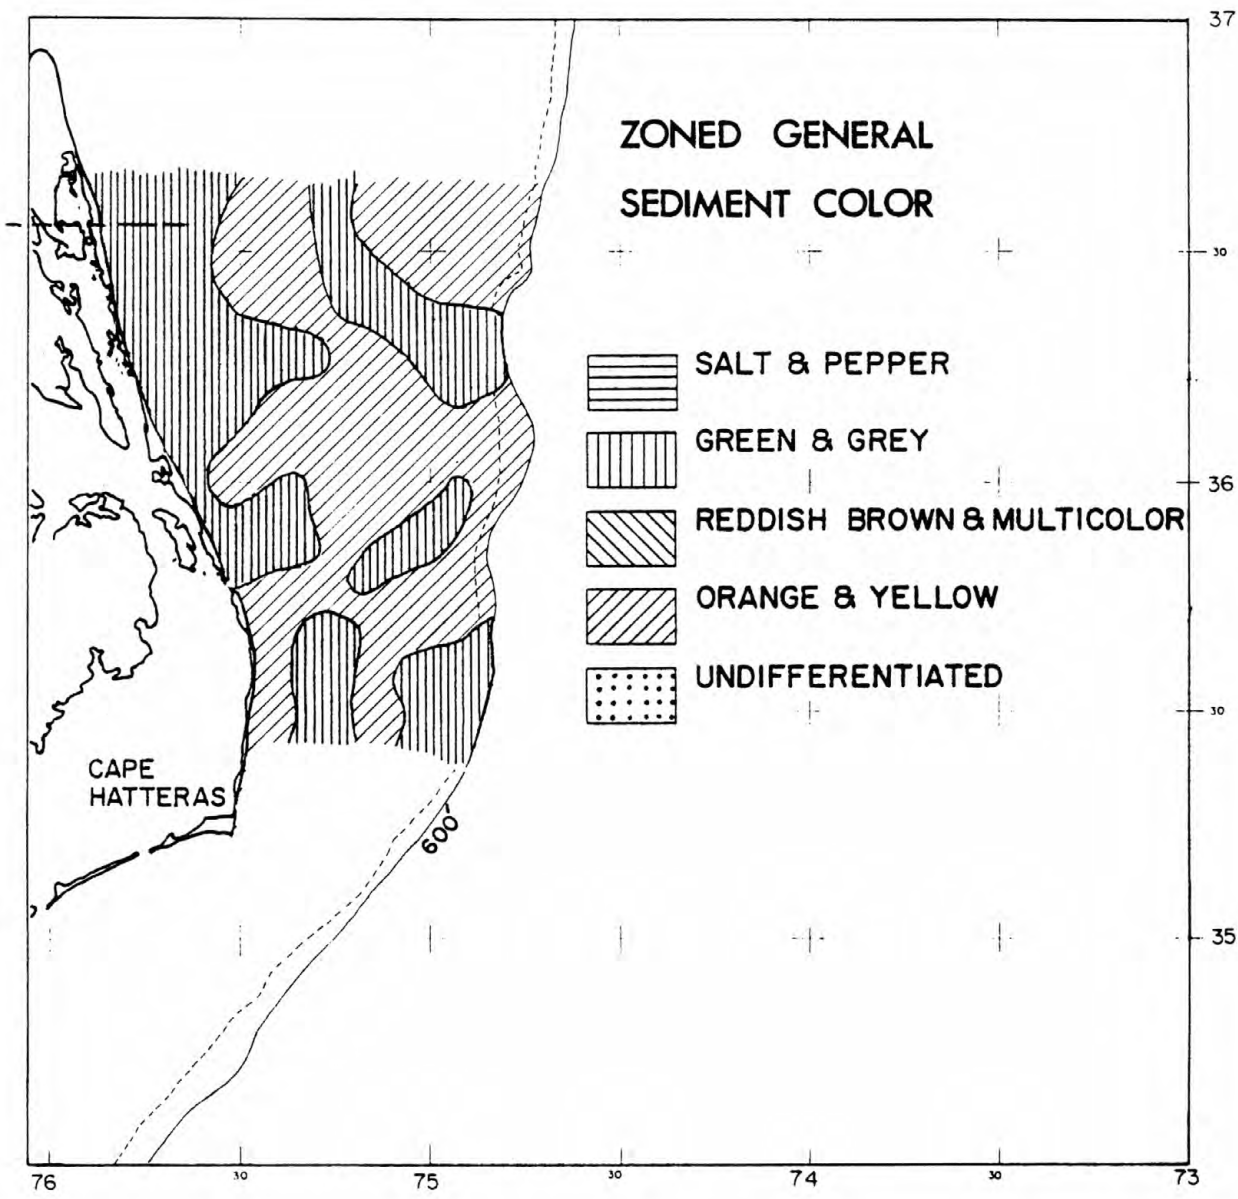 37
ZONED GENERAL
SEDIMENT COLOR
30
SALT & PEPPER
GREEN & GREY
36
REDDISH BROWN & MULTICOLOR
ORANGE & YELLOW
UNDIFFERENTIATED
30
CAPE
HATTERAS
600
35
76 30 75 30 74 30 73